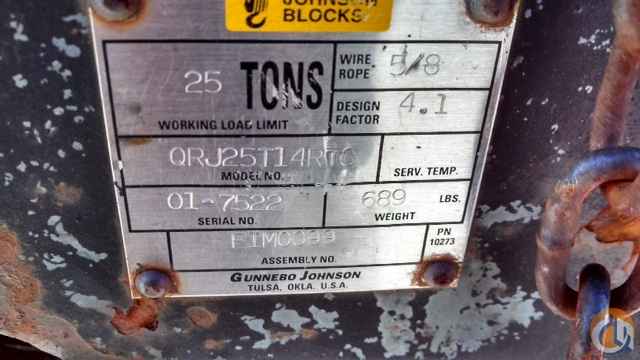 JOHNSON
BLOCKS
25 TONS
WORKING LOAD LIMIT
WIRE ROPE 5/8
DESIGN FACTOR 4.1
QRJ25T14RTC
MODEL NO.
SERV. TEMP.
01-7522
SERIAL NO.
689 LBS.
WEIGHT
ASSEMBLY NO.
PN
10273
GUNNEBO JOHNSON
TULSA, OKLA. U.S.A.